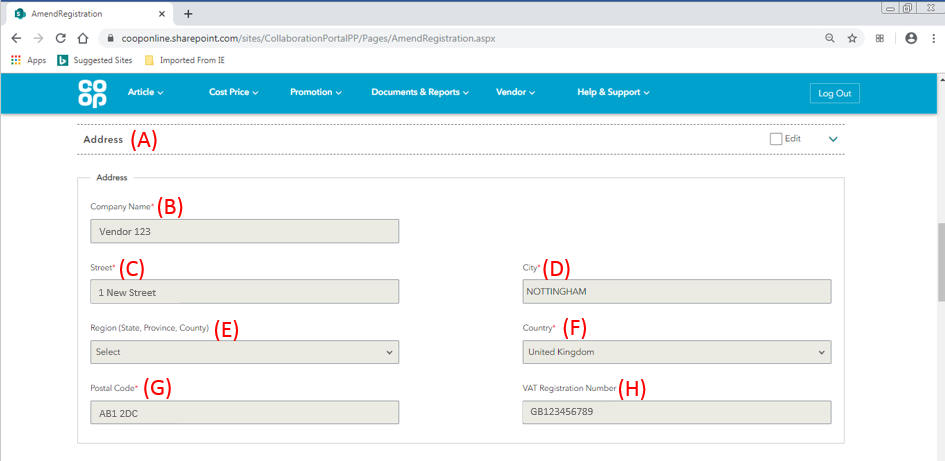 AmendRegistration
cooponline.sharepoint.com/sites/CollaborationPortalPP/Pages/AmendRegistration.aspx
Apps Suggested Sites Imported From IE
CO OP Article Cost Price Promotion Documents & Reports Vendor Help & Support Log Out
Address (A) Edit
Address
Company Name* (B)
Vendor 123
Street* (C) City* (D)
1 New Street NOTTINGHAM
Region (State, Province, County) (E) Country* (F)
Select United Kingdom
Postal Code* (G) VAT Registration Number (H)
AB1 2DC GB123456789